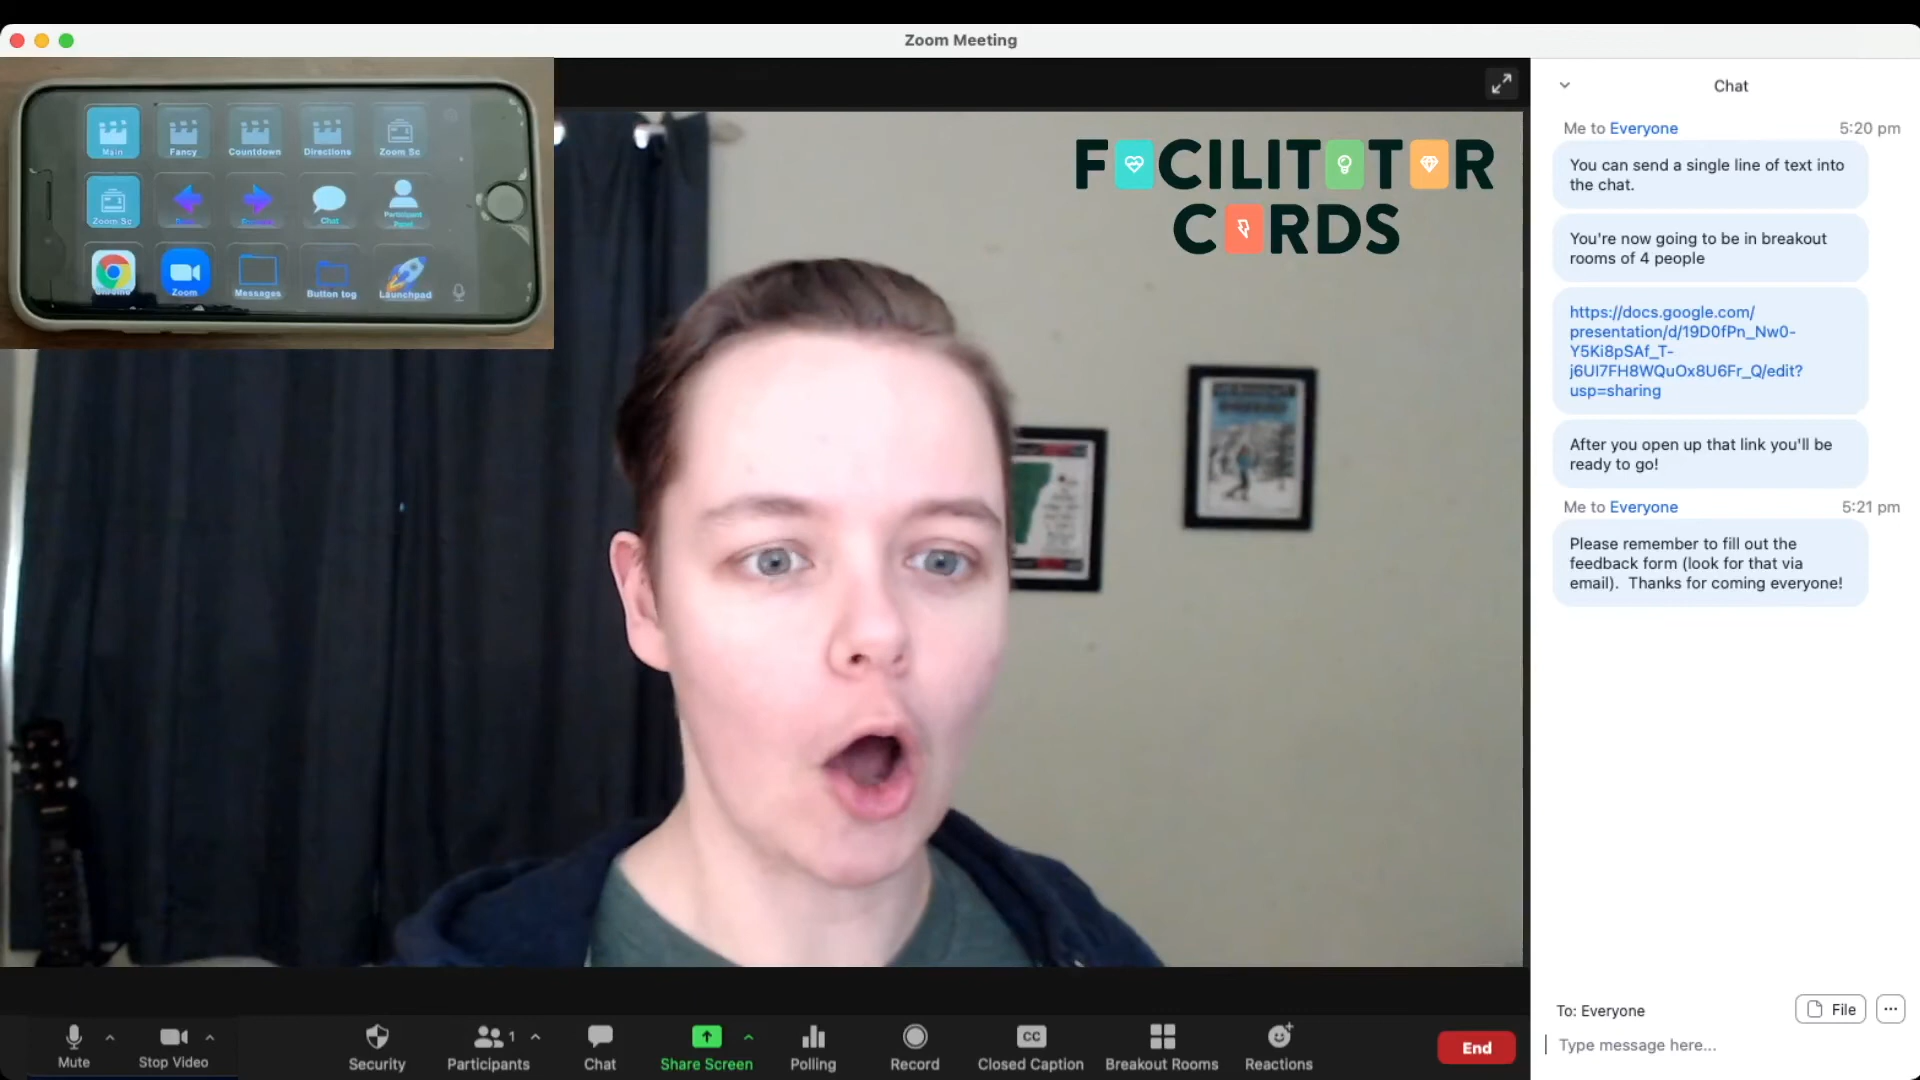 Zoom Meeting
Main
Fancy
Countdown
Directions
Zoom Sc
Zoom Sc
Chat
Participant
Panel
Chrome
Zoom
Messages
Button tog
Launchpad
FACILITATOR
CARDS
Chat
Me to Everyone 5:20 pm
You can send a single line of text into
the chat.
You're now going to be in breakout
rooms of 4 people
https://docs.google.com/
presentation/d/19D0fPn_Nw0-
Y5Ki8pSAf_T-
j6UI7FH8WQuOx8U6Fr_Q/edit?
usp=sharing
After you open up that link you'll be
ready to go!
Me to Everyone 5:21 pm
Please remember to fill out the
feedback form (look for that via
email). Thanks for coming everyone!
To: Everyone
File
Type message here...
Mute
Stop Video
Security
1
Participants
Chat
Share Screen
Polling
Record
CC
Closed Caption
Breakout Rooms
Reactions
End